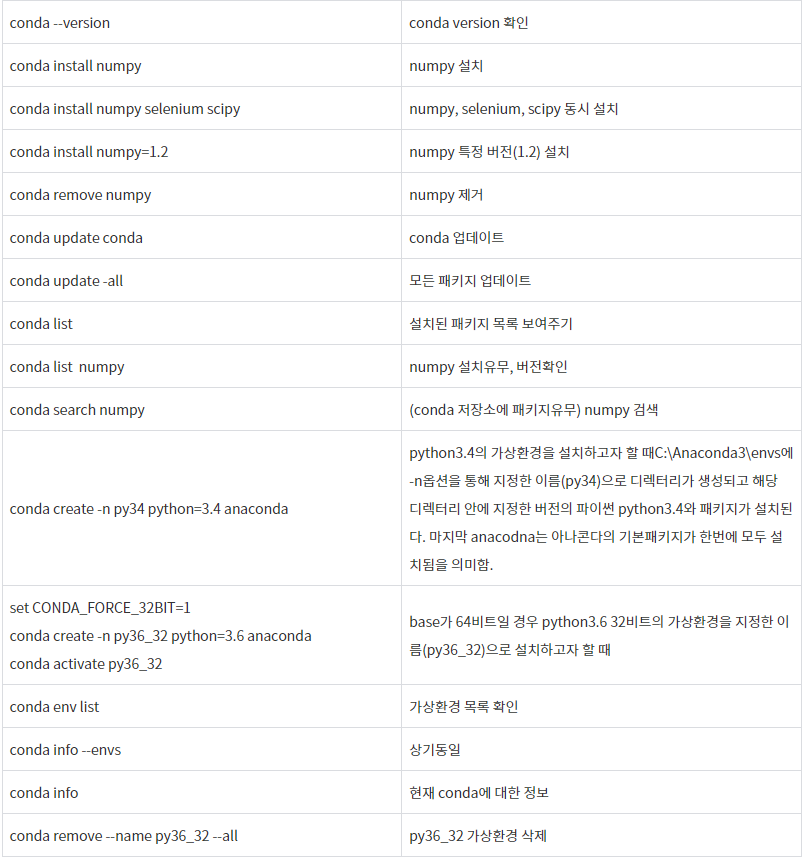 conda --version
conda version 확인
conda install numpy
numpy 설치
conda install numpy selenium scipy
numpy, selenium, scipy 동시 설치
conda install numpy=1.2
numpy 특정 버전(1.2) 설치
conda remove numpy
numpy 제거
conda update conda
conda 업데이트
conda update -all
모든 패키지 업데이트
conda list
설치된 패키지 목록 보여주기
conda list  numpy
numpy 설치유무, 버전확인
conda search numpy
(conda 저장소에 패키지유무) numpy 검색
conda create -n py34 python=3.4 anaconda
python3.4의 가상환경을 설치하고자 할 때C:\Anaconda3\envs에
-n옵션을 통해 지정한 이름(py34)으로 디렉터리가 생성되고 해당
디렉터리 안에 지정한 버전의 파이썬 python3.4와 패키지가 설치된
다. 마지막 anacodna는 아나콘다의 기본패키지가 한번에 모두 설
치됨을 의미함.
set CONDA_FORCE_32BIT=1
conda create -n py36_32 python=3.6 anaconda
conda activate py36_32
base가 64비트일 경우 python3.6 32비트의 가상환경을 지정한 이
름(py36_32)으로 설치하고자 할 때
conda env list
가상환경 목록 확인
conda info --envs
상기동일
conda info
현재 conda에 대한 정보
conda remove --name py36_32 --all
py36_32 가상환경 삭제